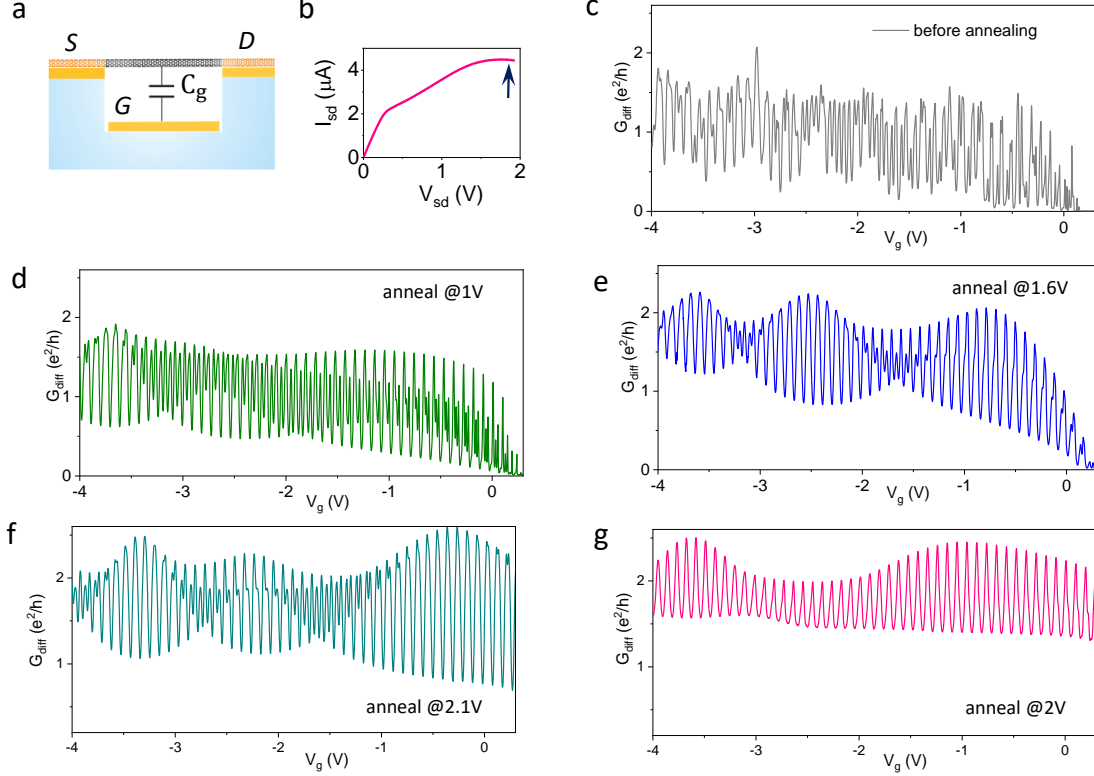 a
S
D
G
C_g
b
I_sd (μA)
4
2
0
0 1 2
V_sd (V)
c
before annealing
G_diff (e²/h)
2
1
0
-4 -3 -2 -1 0
V_g (V)
d
anneal @1V
G_diff (e²/h)
2
1
0
-4 -3 -2 -1 0
V_g (V)
e
anneal @1.6V
G_diff (e²/h)
2
1
0
-4 -3 -2 -1 0
V_g (V)
f
G_diff (e²/h)
2
1
anneal @2.1V
-4 -3 -2 -1 0
V_g (V)
g
G_diff (e²/h)
2
1
anneal @2V
-4 -3 -2 -1 0
V_g (V)